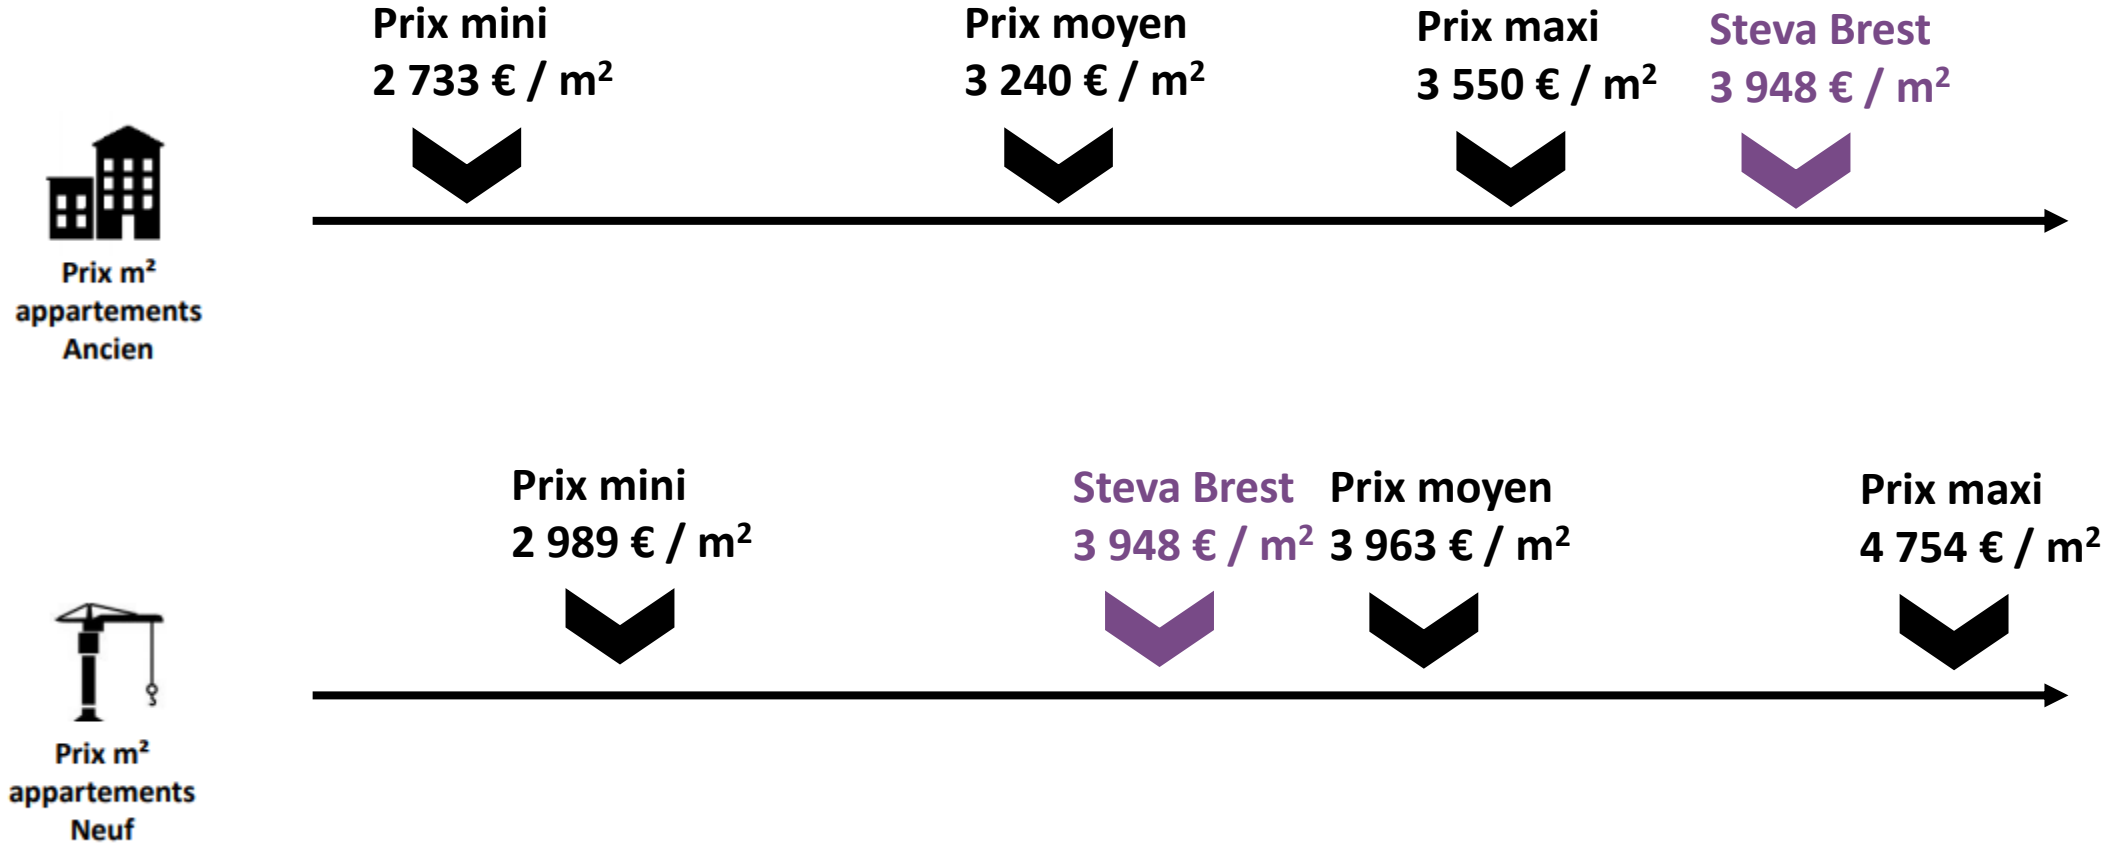 Prix mini
2 733 € / m²
Prix moyen
3 240 € / m²
Prix maxi
3 550 € / m²
Steva Brest
3 948 € / m²
Prix m²
appartements
Ancien
Prix mini
2 989 € / m²
Steva Brest
3 948 € / m²
Prix moyen
3 963 € / m²
Prix maxi
4 754 € / m²
Prix m²
appartements
Neuf